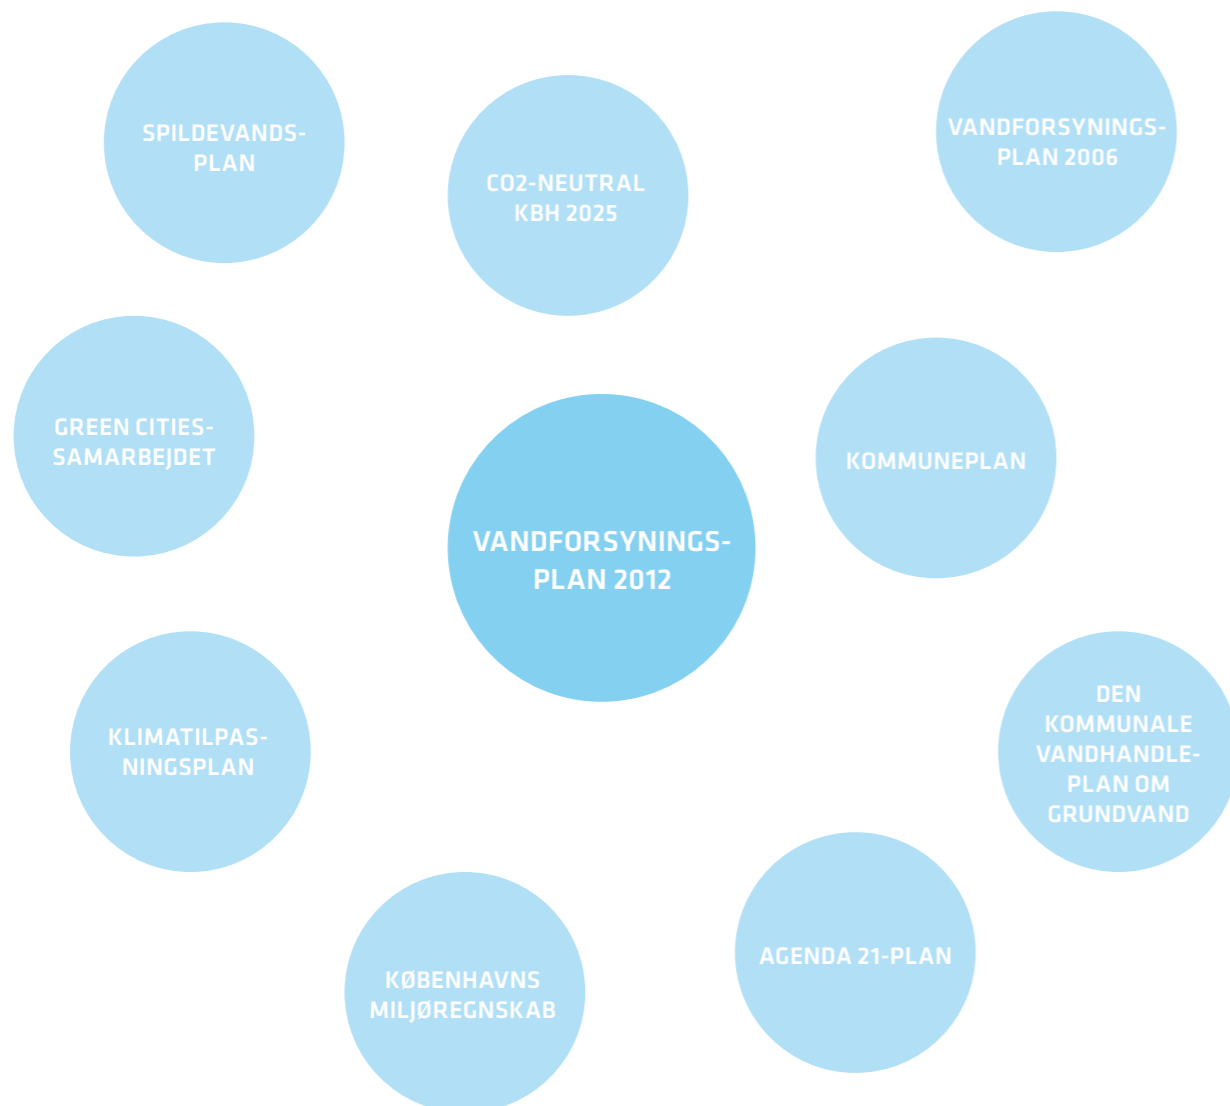 SPILDEVANDS-
PLAN
CO2-NEUTRAL
KBH 2025
VANDFORSYNINGS-
PLAN 2006
GREEN CITIES-
SAMARBEJDET
KOMMUNEPLAN
VANDFORSYNINGS-
PLAN 2012
KLIMATILPAS-
NINGSPLAN
DEN
KOMMUNALE
VANDHANDLE-
PLAN OM
GRUNDVAND
KØBENHAVNS
MILJØREGNSKAB
AGENDA 21-PLAN